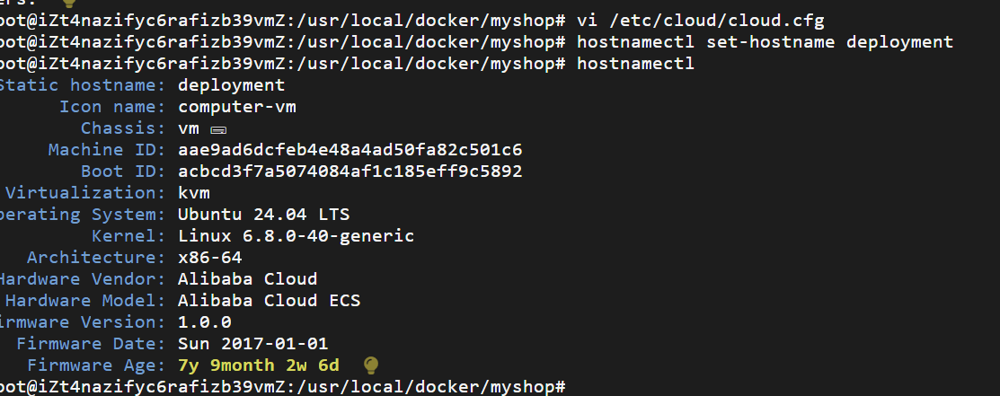 ers:
oot@iZt4nazifyc6rafizb39vmZ:/usr/local/docker/myshop# vi /etc/cloud/cloud.cfg
oot@iZt4nazifyc6rafizb39vmZ:/usr/local/docker/myshop# hostnamectl set-hostname deployment
oot@iZt4nazifyc6rafizb39vmZ:/usr/local/docker/myshop# hostnamectl
Static hostname: deployment
Icon name: computer-vm
Chassis: vm
Machine ID: aae9ad6dcfeb4e48a4ad50fa82c501c6
Boot ID: acbcd3f7a5074084af1c185eff9c5892
Virtualization: kvm
perating System: Ubuntu 24.04 LTS
Kernel: Linux 6.8.0-40-generic
Architecture: x86-64
Hardware Vendor: Alibaba Cloud
Hardware Model: Alibaba Cloud ECS
irmware Version: 1.0.0
Firmware Date: Sun 2017-01-01
Firmware Age: 7y 9month 2w 6d
oot@iZt4nazifyc6rafizb39vmZ:/usr/local/docker/myshop#